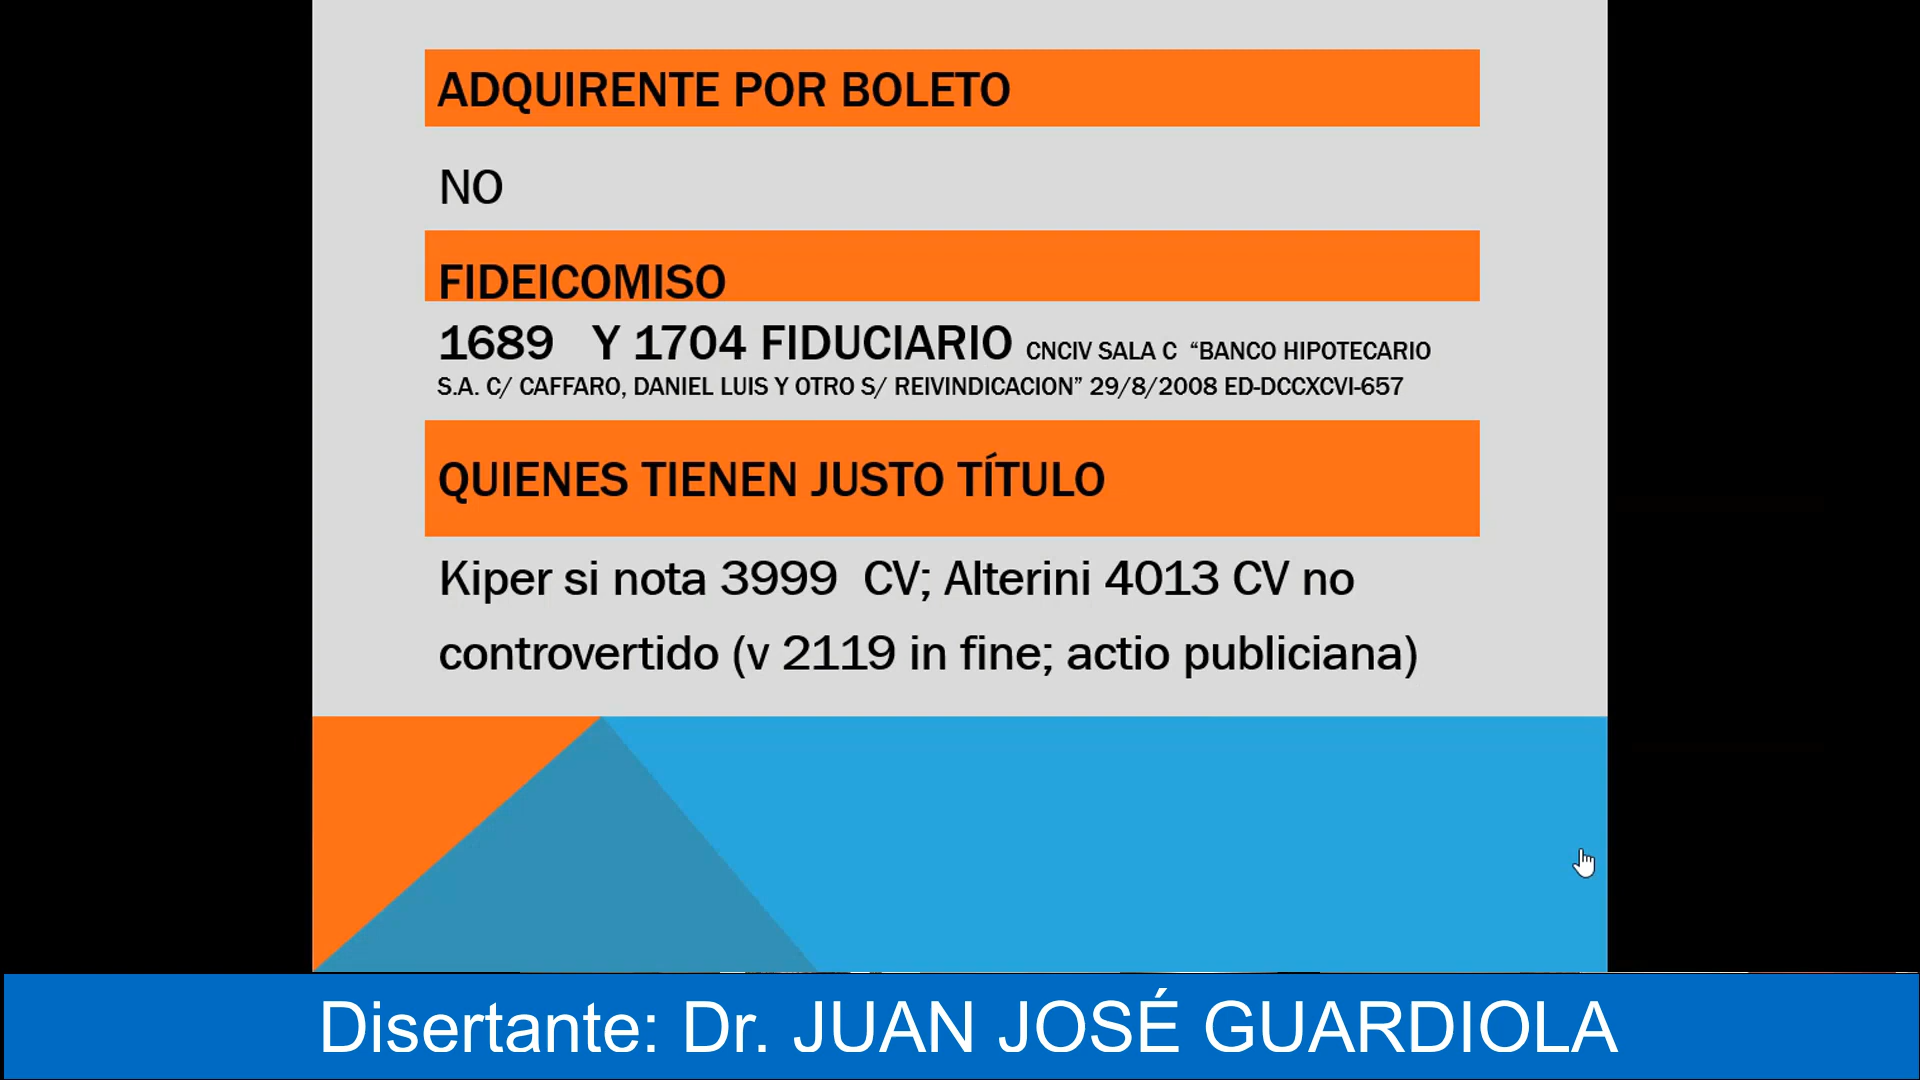 ADQUIRENTE POR BOLETO
NO
FIDEICOMISO
1689 Y 1704 FIDUCIARIO CNCIV SALA C “BANCO HIPOTECARIO
S.A. C/ CAFFARO, DANIEL LUIS Y OTRO S/ REIVINDICACION” 29/8/2008 ED-DCCXCVI-657
QUIENES TIENEN JUSTO TÍTULO
Kiper si nota 3999 CV; Alterini 4013 CV no
controvertido (v 2119 in fine; actio publiciana)
Disertante: Dr. JUAN JOSÉ GUARDIOLA